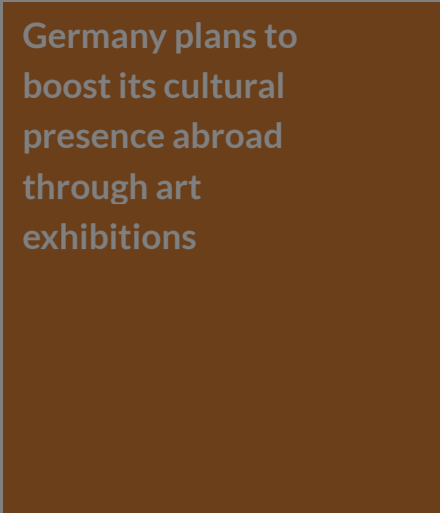 Germany plans to
boost its cultural
presence abroad
through art
exhibitions